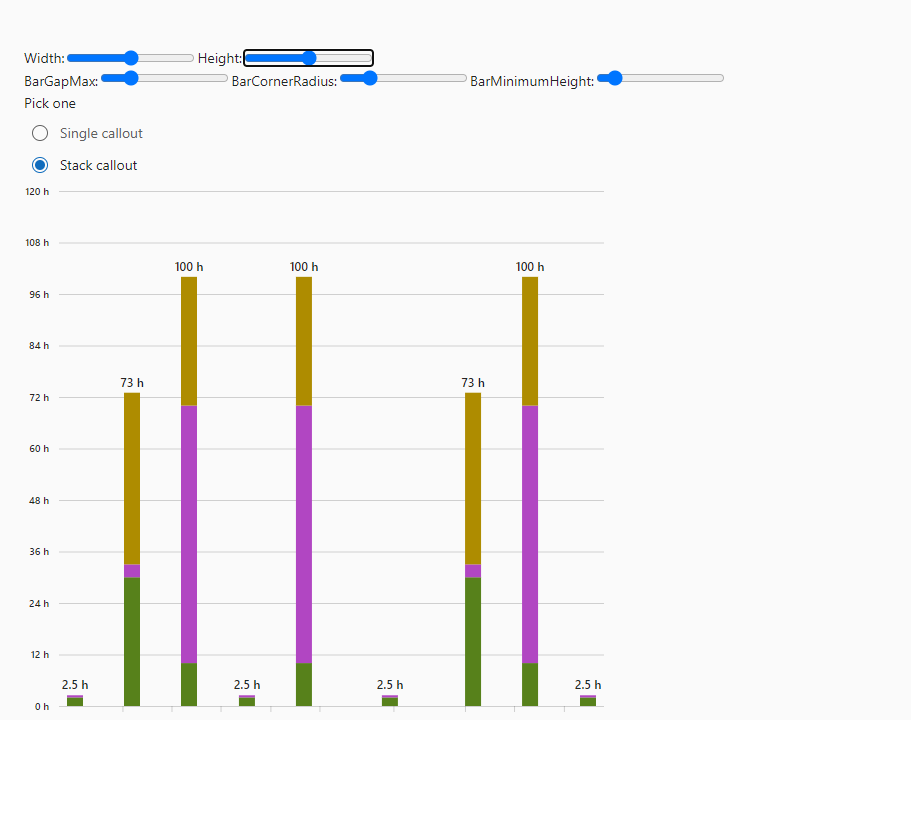 Width: Height:
BarGapMax: BarCornerRadius: BarMinimumHeight:
Pick one
Single callout
Stack callout
120 h
108 h
100 h 100 h 100 h
96 h
84 h
73 h 73 h
72 h
60 h
48 h
36 h
24 h
12 h
2.5 h 2.5 h 2.5 h 2.5 h
0 h